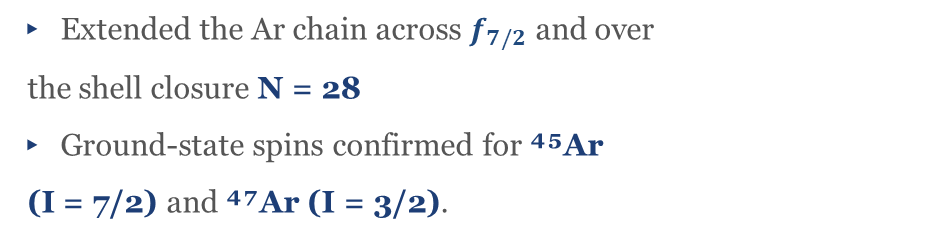 ‣ Extended the Ar chain across f₇/₂ and over
the shell closure N = 28
‣ Ground-state spins confirmed for ⁴⁵Ar
(I = 7/2) and ⁴⁷Ar (I = 3/2).